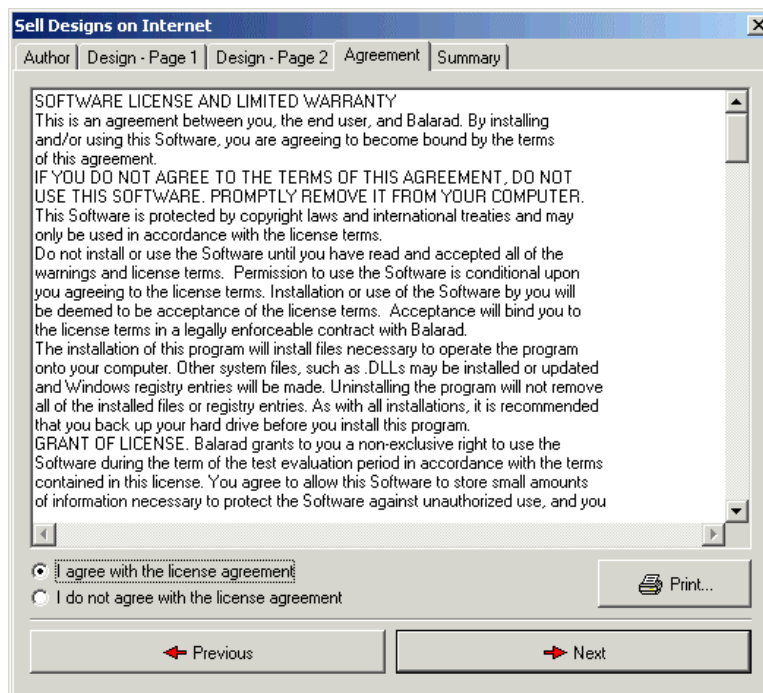 Sell Designs on Internet
Author Design - Page 1 Design - Page 2 Agreement Summary
SOFTWARE LICENSE AND LIMITED WARRANTY
This is an agreement between you, the end user, and Balarad. By installing
and/or using this Software, you are agreeing to become bound by the terms
of this agreement.
IF YOU DO NOT AGREE TO THE TERMS OF THIS AGREEMENT, DO NOT
USE THIS SOFTWARE. PROMPTLY REMOVE IT FROM YOUR COMPUTER.
This Software is protected by copyright laws and international treaties and may
only be used in accordance with the license terms.
Do not install or use the Software until you have read and accepted all of the
warnings and license terms.  Permission to use the Software is conditional upon
you agreeing to the license terms. Installation or use of the Software by you will
be deemed to be acceptance of the license terms.  Acceptance will bind you to
the license terms in a legally enforceable contract with Balarad.
The installation of this program will install files necessary to operate the program
onto your computer. Other system files, such as .DLLs may be installed or updated
and Windows registry entries will be made. Uninstalling the program will not remove
all of the installed files or registry entries. As with all installations, it is recommended
that you back up your hard drive before you install this program.
GRANT OF LICENSE. Balarad grants to you a non-exclusive right to use the
Software during the term of the test evaluation period in accordance with the terms
contained in this license. You agree to allow this Software to store small amounts
of information necessary to protect the Software against unauthorized use, and you
I agree with the license agreement
I do not agree with the license agreement
Print...
Previous
Next